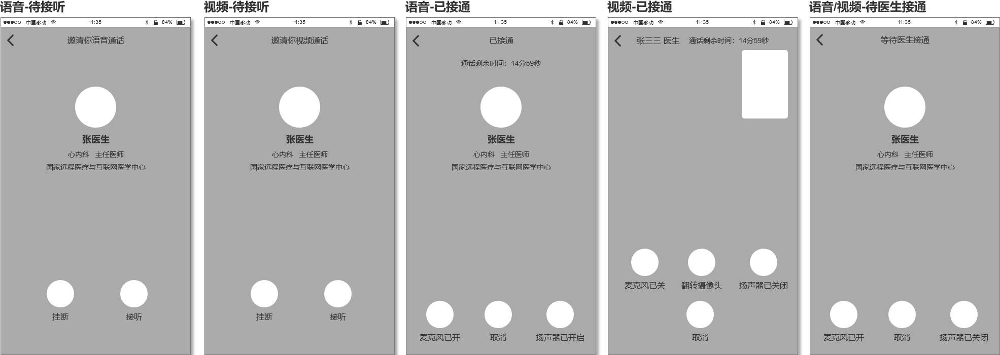 语音-待接听
中国移动 11:35 84%
邀请你语音通话
张医生
心内科 主任医师
国家远程医疗与互联网医学中心
挂断 接听
视频-待接听
中国移动 11:35 84%
邀请你视频通话
张医生
心内科 主任医师
国家远程医疗与互联网医学中心
挂断 接听
语音-已接通
中国移动 11:35 84%
已接通
通话剩余时间：14分59秒
张医生
心内科 主任医师
国家远程医疗与互联网医学中心
麦克风已开 取消 扬声器已开启
视频-已接通
中国移动 11:35 84%
张三三 医生 通话剩余时间：14分59秒
麦克风已关 翻转摄像头 扬声器已关闭
取消
语音/视频-待医生接通
中国移动 11:35 84%
等待医生接通
张医生
心内科 主任医师
国家远程医疗与互联网医学中心
麦克风已开 取消 扬声器已关闭